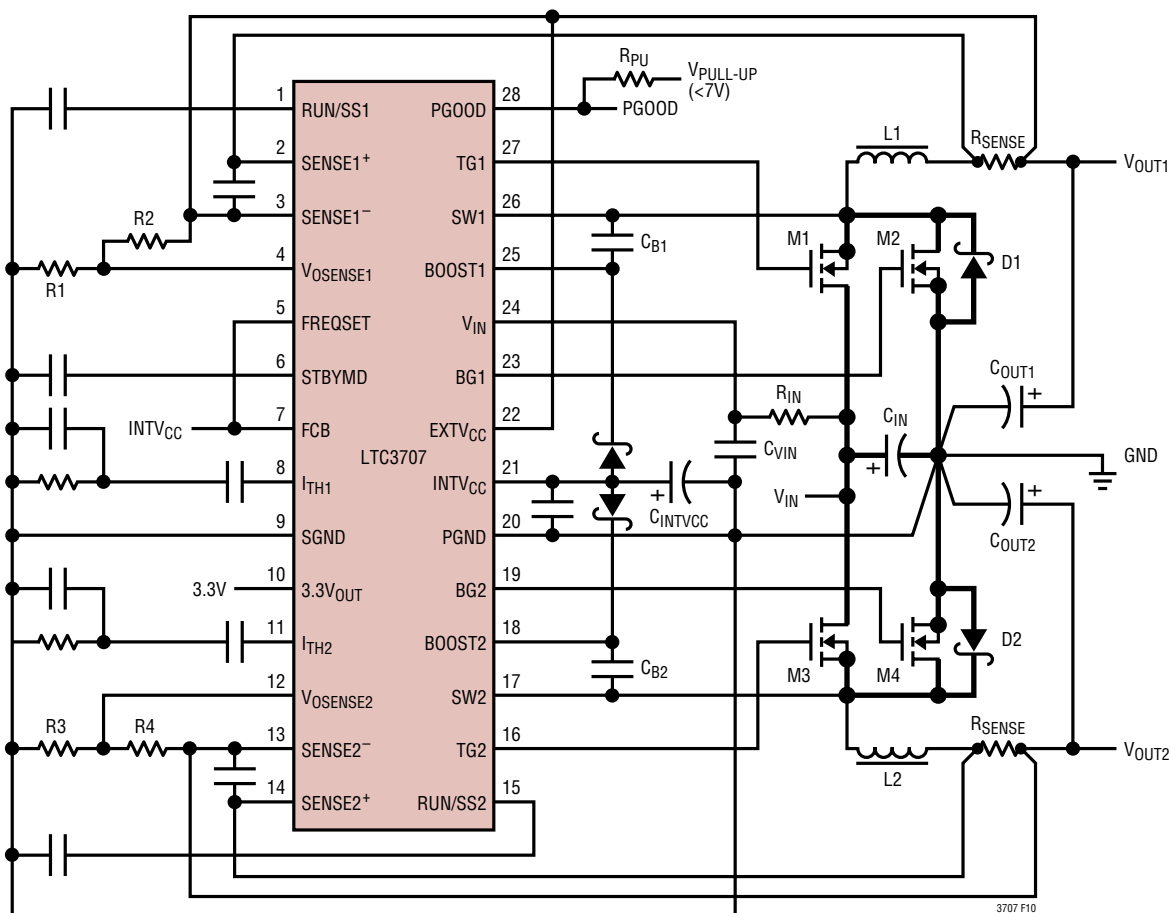 RPU
VPULL-UP
(<7V)
1
RUN/SS1
PGOOD
28
PGOOD
2
SENSE1+
TG1
27
L1
RSENSE
VOUT1
3
SENSE1–
SW1
26
R2
CB1
M1
M2
D1
4
VOSENSE1
BOOST1
25
R1
5
FREQSET
VIN
24
6
STBYMD
BG1
23
COUT1
+
RIN
CIN
INTVCC
7
FCB
EXTVCC
22
LTC3707
CVIN
GND
8
ITH1
INTVCC
21
+
+
VIN
CINTVCC
+
COUT2
9
SGND
PGND
20
3.3V
10
3.3VOUT
BG2
19
11
ITH2
BOOST2
18
CB2
M3
M4
D2
12
VOSENSE2
SW2
17
R3
R4
13
SENSE2–
TG2
16
RSENSE
VOUT2
L2
14
SENSE2+
RUN/SS2
15
3707 F10